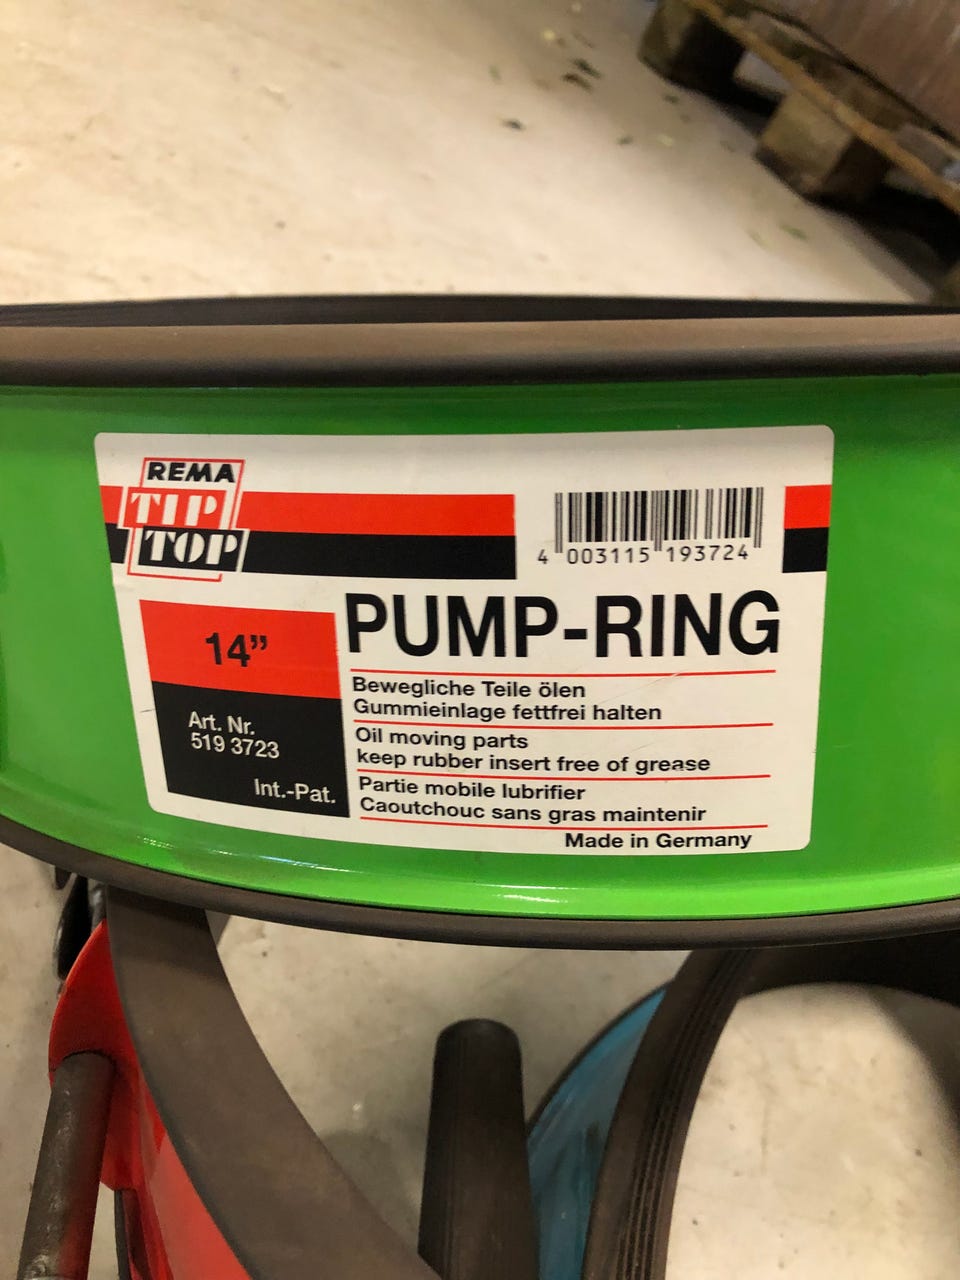 REMA
TIP
TOP
4 003115 193724
14”
Art. Nr.
519 3723
Int.-Pat.
PUMP-RING
Bewegliche Teile ölen
Gummieinlage fettfrei halten
Oil moving parts
keep rubber insert free of grease
Partie mobile lubrifier
Caoutchouc sans gras maintenir
Made in Germany